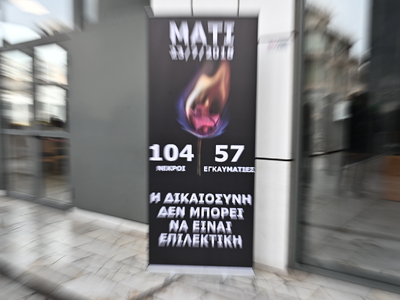 ΜΑΤΙ
23/7/2018
104 57
ΝΕΚΡΟΙ ΕΓΚΑΥΜΑΤΙΕΣ
Η ΔΙΚΑΙΟΣΥΝΗ
ΔΕΝ ΜΠΟΡΕΙ
ΝΑ ΕΙΝΑΙ
ΕΠΙΛΕΚΤΙΚΗ